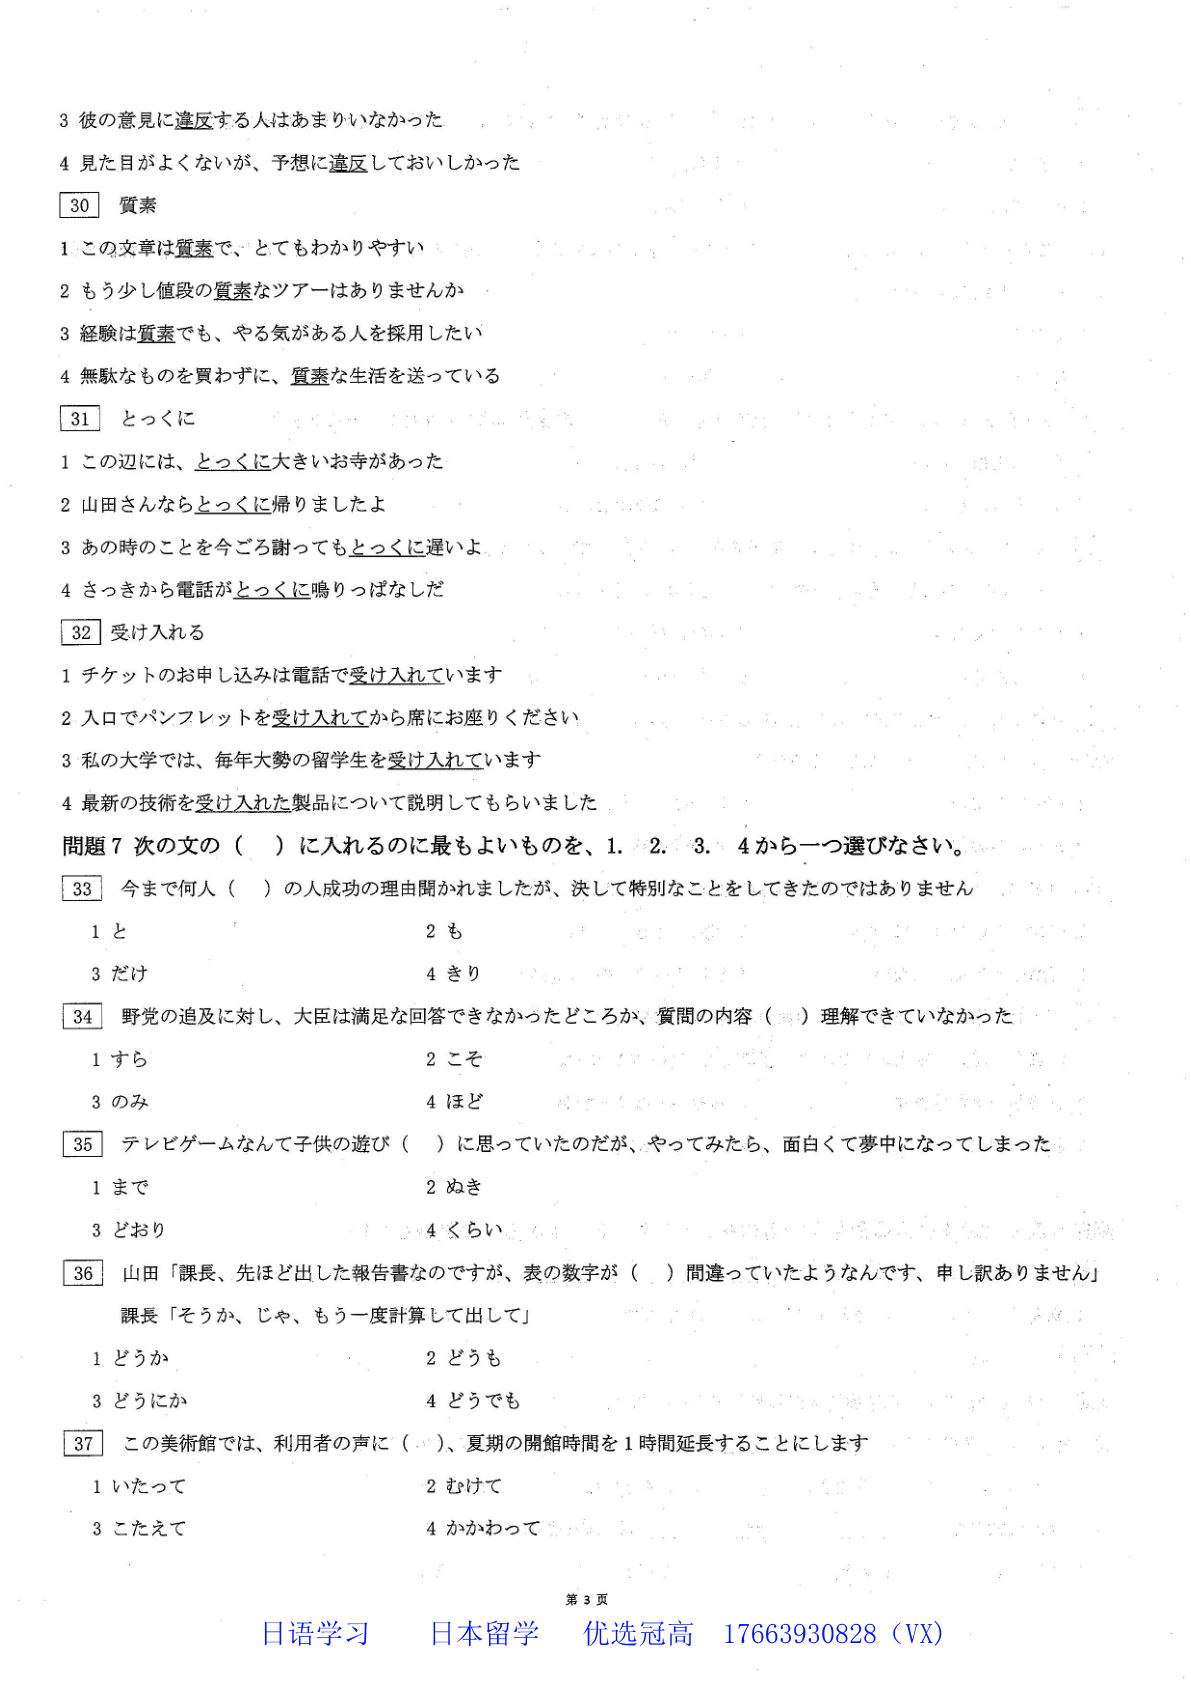 3 彼の意見に違反する人はあまりいなかった
4 見た目がよくないが、予想に違反しておいしかった
30 質素
1 この文章は質素で、とてもわかりやすい
2 もう少し値段の質素なツアーはありませんか
3 経験は質素でも、やる気がある人を採用したい
4 無駄なものを買わずに、質素な生活を送っている
31 とっくに
1 この辺には、とっくに大きいお寺があった
2 山田さんならとっくに帰りましたよ
3 あの時のことを今ごろ謝ってもとっくに遅いよ
4 さっきから電話がとっくに鳴りっぱなしだ
32 受け入れる
1 チケットのお申し込みは電話で受け入れています
2 入口でパンフレットを受け入れてから席にお座りください
3 私の大学では、毎年大勢の留学生を受け入れています
4 最新の技術を受け入れた製品について説明してもらいました
問題7 次の文の（　）に入れるのに最もよいものを、1. 2. 3. 4から一つ選びなさい。
33 今まで何人（　）の人成功の理由聞かれましたが、決して特別なことをしてきたのではありません
1 と 2 も
3 だけ 4 きり
34 野党の追及に対し、大臣は満足な回答できなかったどころか、質問の内容（　）理解できていなかった
1 すら 2 こそ
3 のみ 4 ほど
35 テレビゲームなんて子供の遊び（　）に思っていたのだが、やってみたら、面白くて夢中になってしまった
1 まで 2 ぬき
3 どおり 4 くらい
36 山田「課長、先ほど出した報告書なのですが、表の数字が（　）間違っていたようなんです、申し訳ありません」
課長「そうか、じゃ、もう一度計算して出して」
1 どうか 2 どうも
3 どうにか 4 どうでも
37 この美術館では、利用者の声に（　）、夏期の開館時間を1時間延長することにします
1 いたって 2 むけて
3 こたえて 4 かかわって
第 3 页
日语学习 日本留学 优选冠高 17663930828（VX）